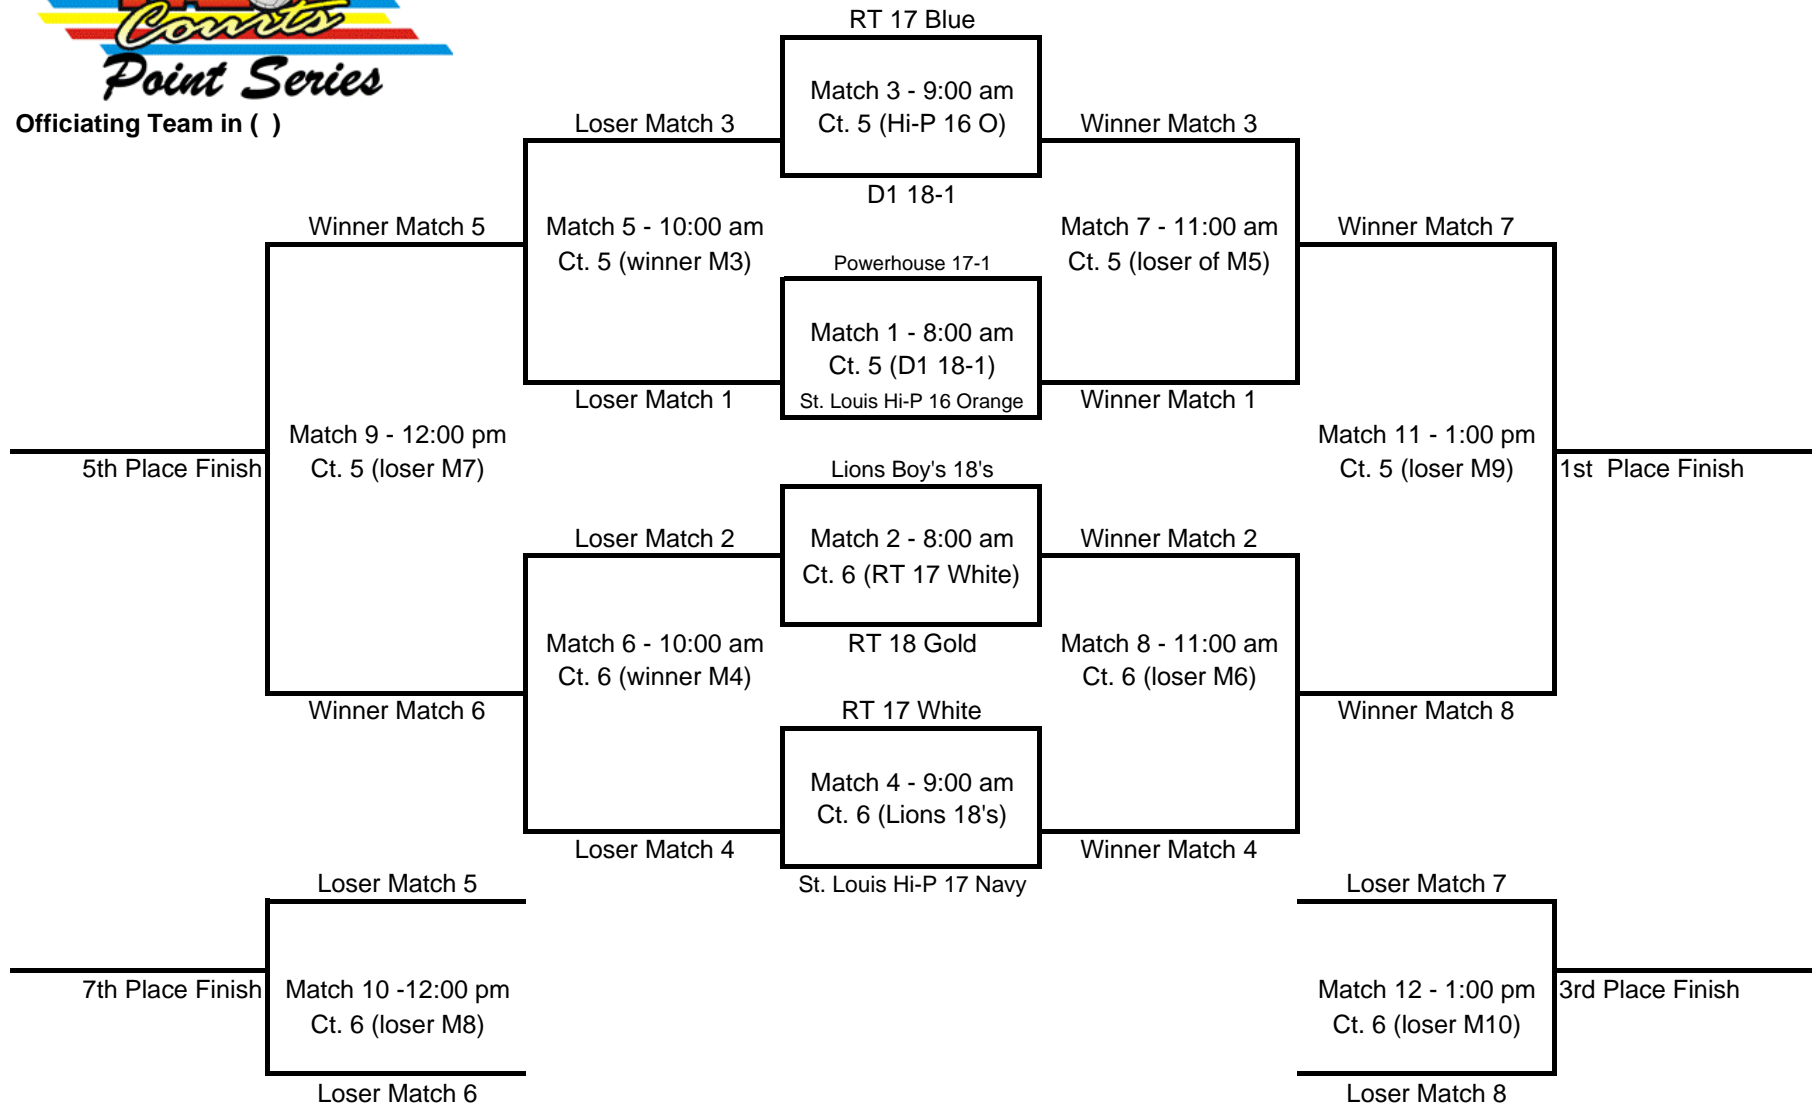 Courts
Point Series
Officiating Team in ( )
RT 17 Blue
Match 3 - 9:00 am
Ct. 5 (Hi-P 16 O)
Loser Match 3
Winner Match 3
D1 18-1
Winner Match 5
Match 5 - 10:00 am
Ct. 5 (winner M3)
Match 7 - 11:00 am
Ct. 5 (loser of M5)
Winner Match 7
Powerhouse 17-1
Match 1 - 8:00 am
Ct. 5 (D1 18-1)
St. Louis Hi-P 16 Orange
Loser Match 1
Winner Match 1
Match 9 - 12:00 pm
Ct. 5 (loser M7)
5th Place Finish
Match 11 - 1:00 pm
Ct. 5 (loser M9)
1st  Place Finish
Lions Boy's 18's
Loser Match 2
Match 2 - 8:00 am
Ct. 6 (RT 17 White)
Winner Match 2
RT 18 Gold
Match 6 - 10:00 am
Ct. 6 (winner M4)
Match 8 - 11:00 am
Ct. 6 (loser M6)
Winner Match 6
Winner Match 8
RT 17 White
Match 4 - 9:00 am
Ct. 6 (Lions 18's)
Loser Match 4
Winner Match 4
St. Louis Hi-P 17 Navy
Loser Match 5
Loser Match 7
7th Place Finish
Match 10 -12:00 pm
Ct. 6 (loser M8)
Match 12 - 1:00 pm
Ct. 6 (loser M10)
3rd Place Finish
Loser Match 6
Loser Match 8